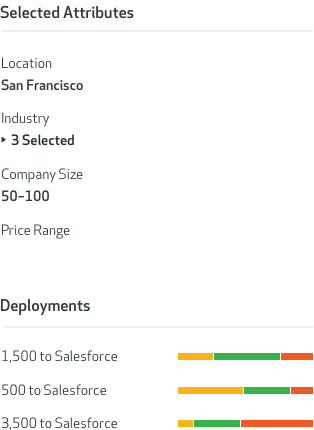 Selected Attributes
Location
San Francisco
Industry
3 Selected
Company Size
50–100
Price Range
Deployments
1,500 to Salesforce
500 to Salesforce
3,500 to Salesforce